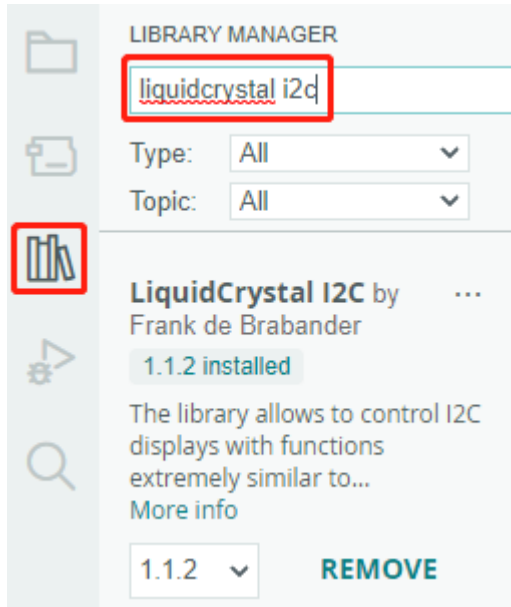 LIBRARY MANAGER
liquidcrystal i2c
Type: All
Topic: All
LiquidCrystal I2C by ...
Frank de Brabander
1.1.2 installed
The library allows to control I2C
displays with functions
extremely similar to...
More info
1.1.2 REMOVE